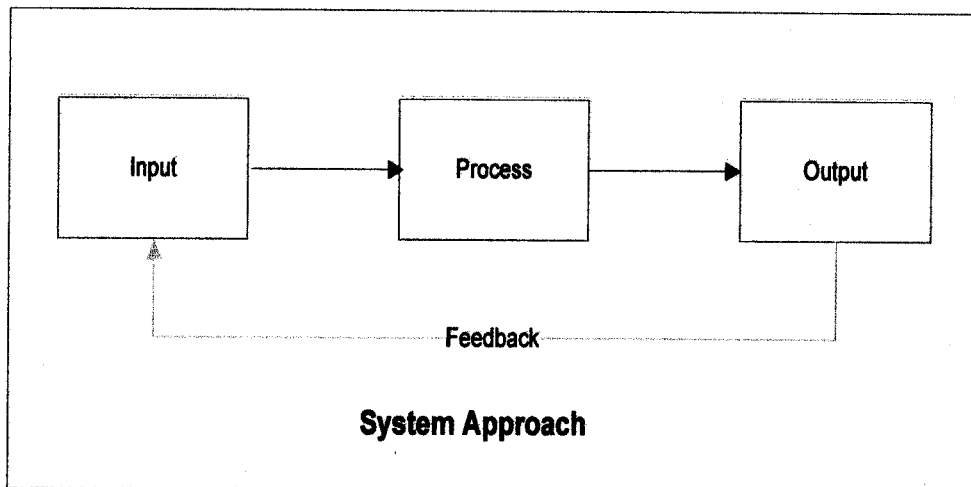 Input
Process
Output
Feedback
System Approach